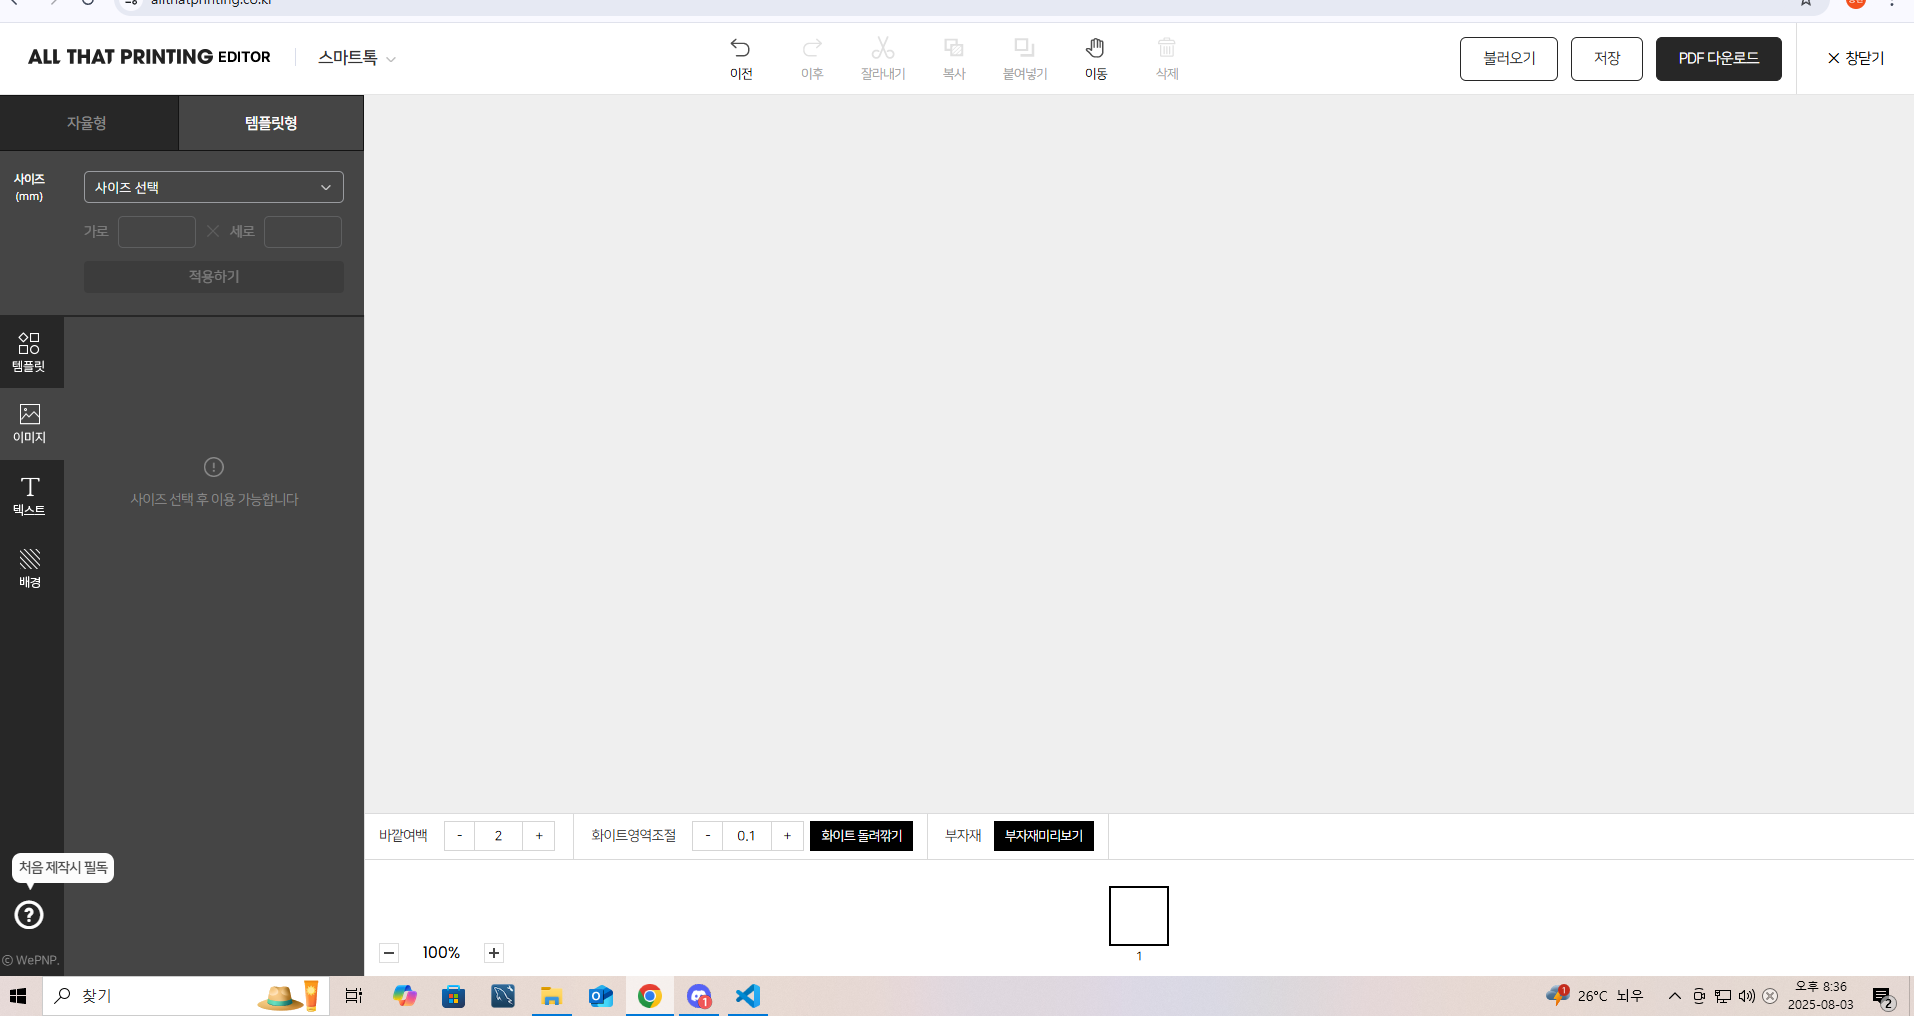 allthatprinting.co.kr
ALL THAT PRINTING EDITOR
스마트톡
이전
이후
잘라내기
복사
붙여넣기
이동
삭제
불러오기
저장
PDF 다운로드
창닫기
자율형
템플릿형
사이즈
(mm)
사이즈 선택
가로
세로
적용하기
템플릿
이미지
텍스트
배경
사이즈 선택 후 이용 가능합니다
바깥여백
- 2 +
화이트영역조절
- 0.1 +
화이트 돌려깎기
부자재
부자재미리보기
처음 제작시 필독
?
© WePNP.
100%
1
찾기
1
1
26°C 뇌우
오후 8:36
2025-08-03
2